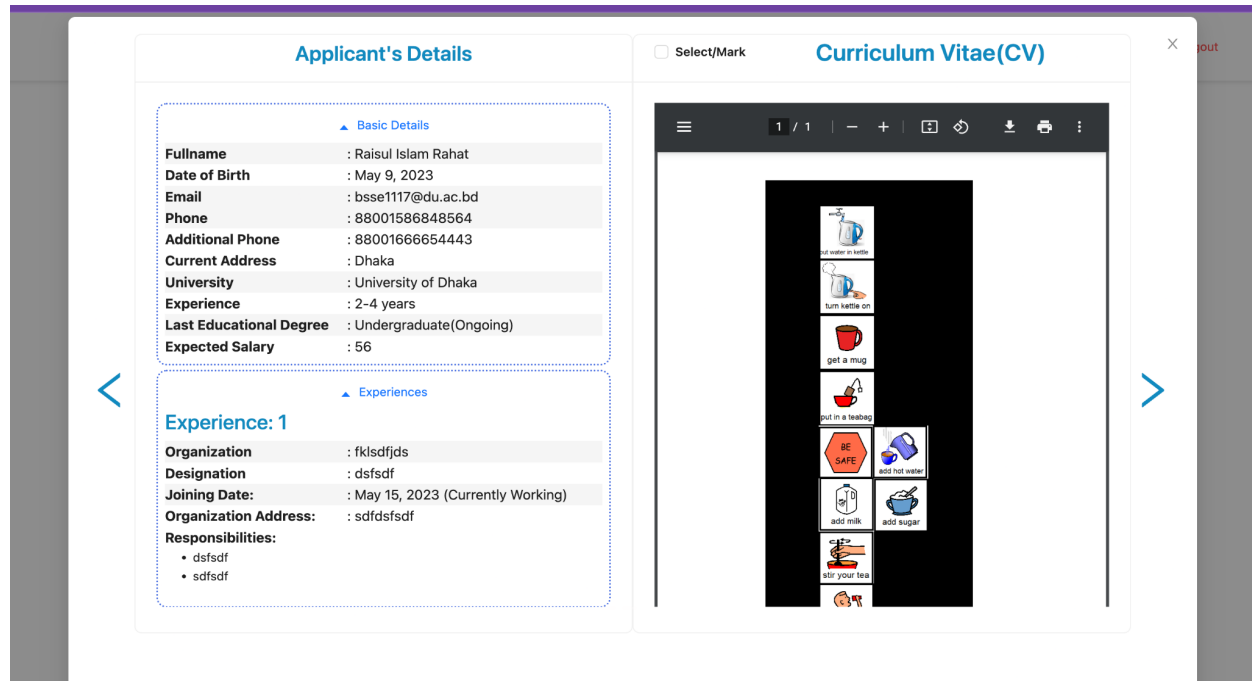 Applicant's Details
Basic Details
Fullname : Raisul Islam Rahat
Date of Birth : May 9, 2023
Email : bsse1117@du.ac.bd
Phone : 88001586848564
Additional Phone : 88001666654443
Current Address : Dhaka
University : University of Dhaka
Experience : 2-4 years
Last Educational Degree : Undergraduate(Ongoing)
Expected Salary : 56
Experiences
Experience: 1
Organization : fklsdfjds
Designation : dsfsdf
Joining Date: : May 15, 2023 (Currently Working)
Organization Address: : sdfdsfsdf
Responsibilities:
• dsfsdf
• sdfsdf
Select/Mark
Curriculum Vitae(CV)
1 / 1
water in kettle
turn kettle on
get a mug
put in a teabag
BE
SAFE
add hot water
add milk
add sugar
stir your tea